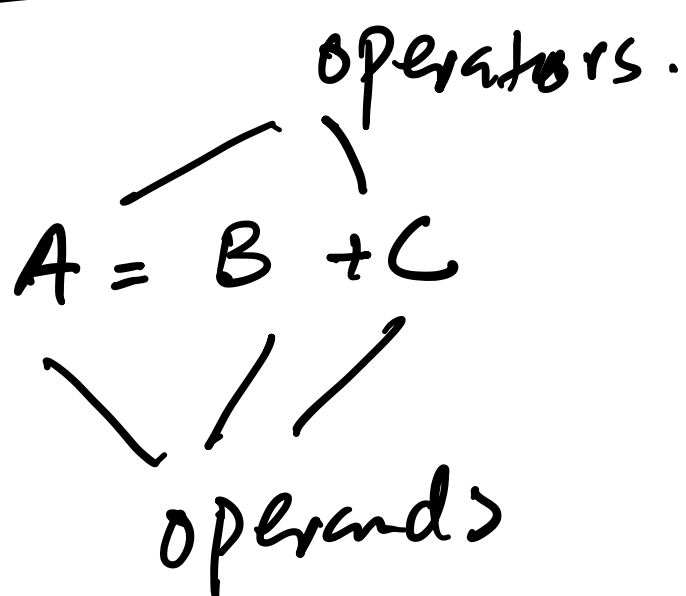 operators.
A = B + C
operands